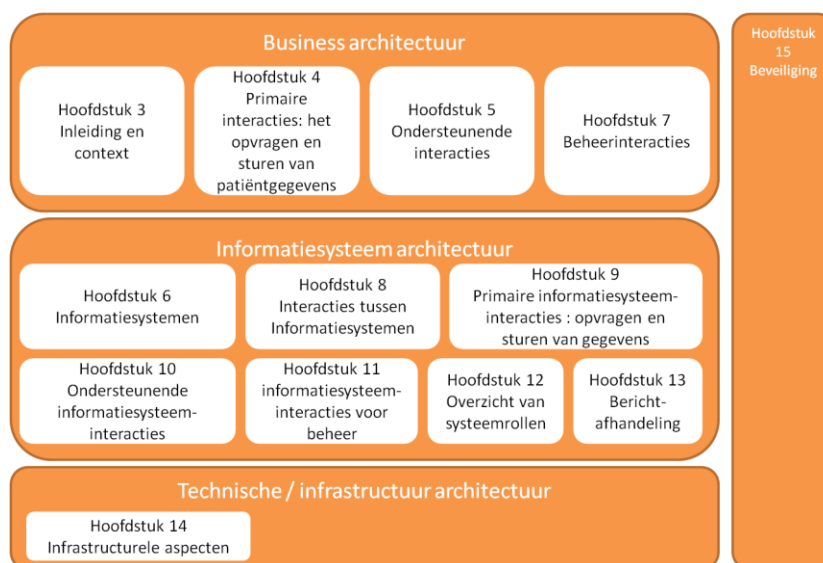 Business architectuur
Hoofdstuk 3
Inleiding en
context
Hoofdstuk 4
Primaire
interacties: het
opvragen en
sturen van
patiëntgegevens
Hoofdstuk 5
Ondersteunende
interacties
Hoofdstuk 7
Beheerinteracties
Informatiesysteem architectuur
Hoofdstuk 6
Informatiesystemen
Hoofdstuk 8
Interacties tussen
Informatiesystemen
Hoofdstuk 9
Primaire informatiesysteem-
interacties : opvragen en
sturen van gegevens
Hoofdstuk 10
Ondersteunende
informatiesysteem-
interacties
Hoofdstuk 11
informatiesysteem-
interacties voor
beheer
Hoofdstuk 12
Overzicht van
systeemrollen
Hoofdstuk 13
Bericht-
afhandeling
Technische / infrastructuur architectuur
Hoofdstuk 14
Infrastructurele aspecten
Hoofdstuk
15
Beveiliging